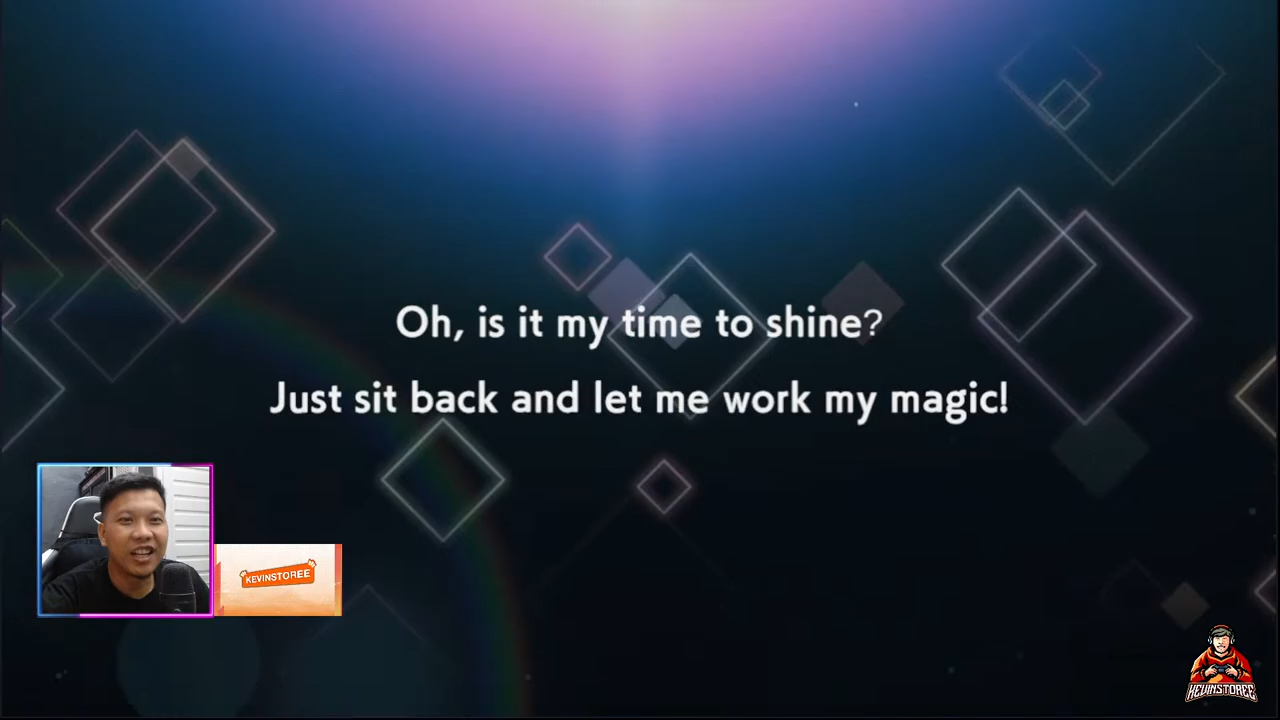 Oh, is it my time to shine?
Just sit back and let me work my magic!
KEVINSTOREE
KEVINSTOREE